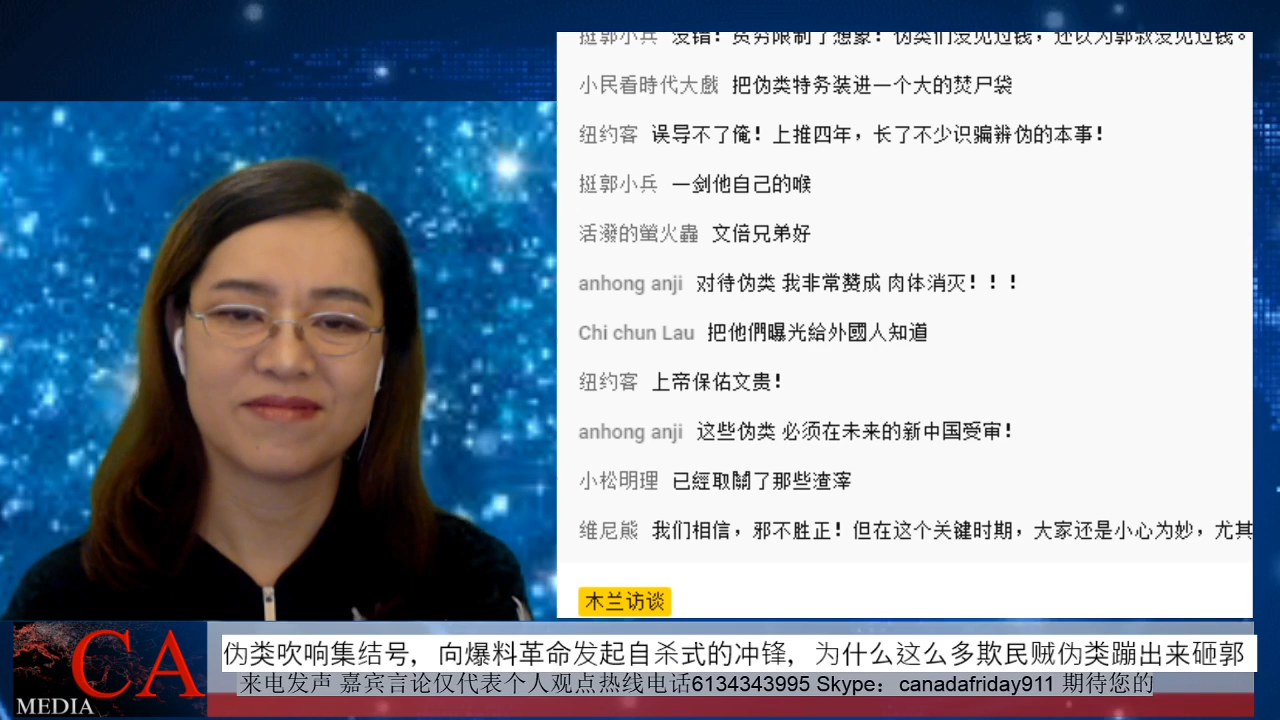 挺郭小兵 没错！贫穷限制了想象！伪类们没见过钱，还以为郭叔没见过钱。
小民看時代大戲 把伪类特务装进一个大的焚尸袋
纽约客 误导不了俺！上推四年，长了不少识骗辨伪的本事！
挺郭小兵 一剑他自己的喉
活潑的螢火蟲 文倍兄弟好
anhong anji 对待伪类 我非常赞成 肉体消灭！！！
Chi chun Lau 把他們曝光給外國人知道
纽约客 上帝保佑文贵！
anhong anji 这些伪类 必须在未来的新中国受审！
小松明理 已經取關了那些渣滓
维尼熊 我们相信，邪不胜正！但在这个关键时期，大家还是小心为妙，尤其
木兰访谈
CA
MEDIA
伪类吹响集结号，向爆料革命发起自杀式的冲锋，为什么这么多欺民贼伪类蹦出来砸郭
来电发声 嘉宾言论仅代表个人观点热线电话6134343995 Skype：canadafriday911 期待您的